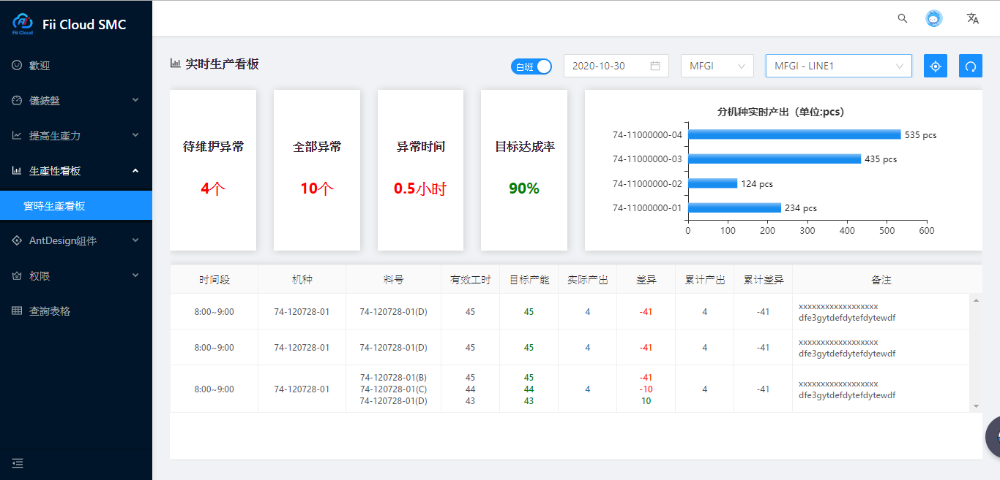 Fii Cloud
Fii Cloud SMC
歡迎
儀錶盤
提高生產力
生產性看板
實時生產看板
AntDesign組件
权限
查詢表格
实时生产看板
白班
2020-10-30
MFGI
MFGI - LINE1
待维护异常
4个
全部异常
10个
异常时间
0.5小时
目标达成率
90%
分机种实时产出（单位:pcs）
74-11000000-04 535 pcs
74-11000000-03 435 pcs
74-11000000-02 124 pcs
74-11000000-01 234 pcs
0 100 200 300 400 500 600
时间段 机种 料号 有效工时 目标产能 实际产出 差异 累计产出 累计差异 备注
8:00~9:00 74-120728-01 74-120728-01(D) 45 45 4 -41 4 -41 xxxxxxxxxxxxxxxxxx
dfe3gytdefdytefdytewdf
8:00~9:00 74-120728-01 74-120728-01(D) 45 45 4 -41 4 -41 xxxxxxxxxxxxxxxxxx
dfe3gytdefdytefdytewdf
74-120728-01(B) 45 45 -41
8:00~9:00 74-120728-01 74-120728-01(C) 44 44 4 -10 4 -41 xxxxxxxxxxxxxxxxxx
dfe3gytdefdytefdytewdf
74-120728-01(D) 43 43 10